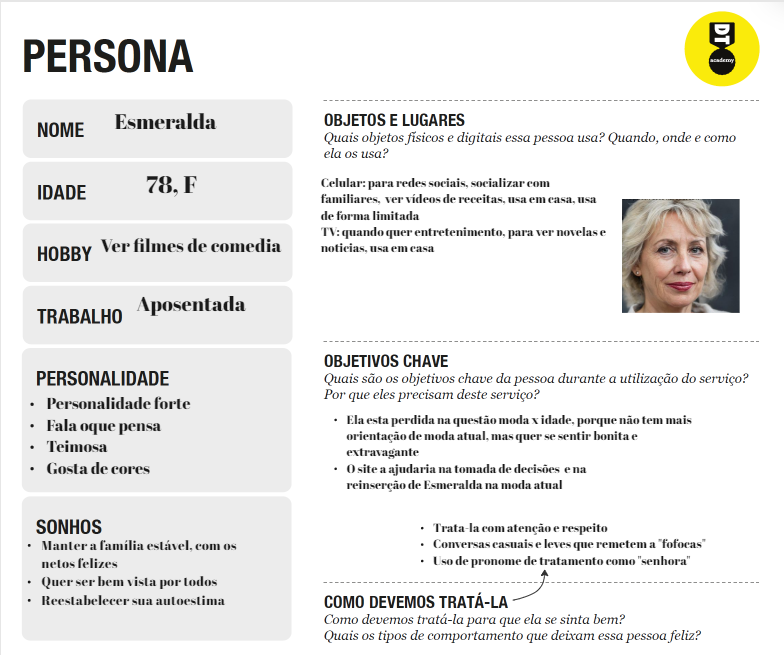 PERSONA
DT
academy
NOME Esmeralda
IDADE 78, F
HOBBY Ver filmes de comedia
TRABALHO Aposentada
PERSONALIDADE
• Personalidade forte
• Fala oque pensa
• Teimosa
• Gosta de cores
SONHOS
• Manter a família estável, com os
netos felizes
• Quer ser bem vista por todos
• Reestabelecer sua autoestima
OBJETOS E LUGARES
Quais objetos físicos e digitais essa pessoa usa? Quando, onde e como
ela os usa?
Celular: para redes sociais, socializar com
familiares, ver vídeos de receitas, usa em casa, usa
de forma limitada
TV: quando quer entretenimento, para ver novelas e
noticias, usa em casa
OBJETIVOS CHAVE
Quais são os objetivos chave da pessoa durante a utilização do serviço?
Por que eles precisam deste serviço?
• Ela esta perdida na questão moda x idade, porque não tem mais
orientação de moda atual, mas quer se sentir bonita e
extravagante
• O site a ajudaria na tomada de decisões e na
reinserção de Esmeralda na moda atual
• Trata-la com atenção e respeito
• Conversas casuais e leves que remetem a "fofocas"
• Uso de pronome de tratamento como "senhora"
COMO DEVEMOS TRATÁ-LA
Como devemos tratá-la para que ela se sinta bem?
Quais os tipos de comportamento que deixam essa pessoa feliz?